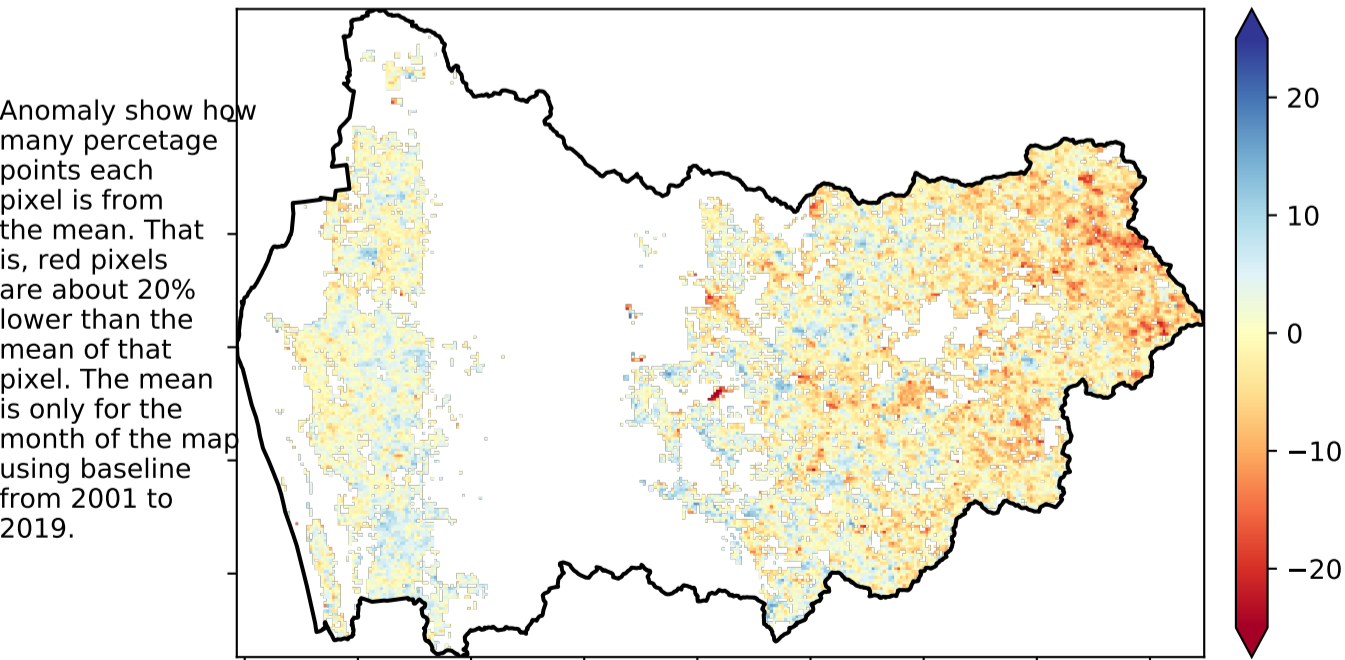 Anomaly show how
many percetage
points each
pixel is from
the mean. That
is, red pixels
are about 20%
lower than the
mean of that
pixel. The mean
is only for the
month of the map
using baseline
from 2001 to
2019.
20
10
0
−10
−20